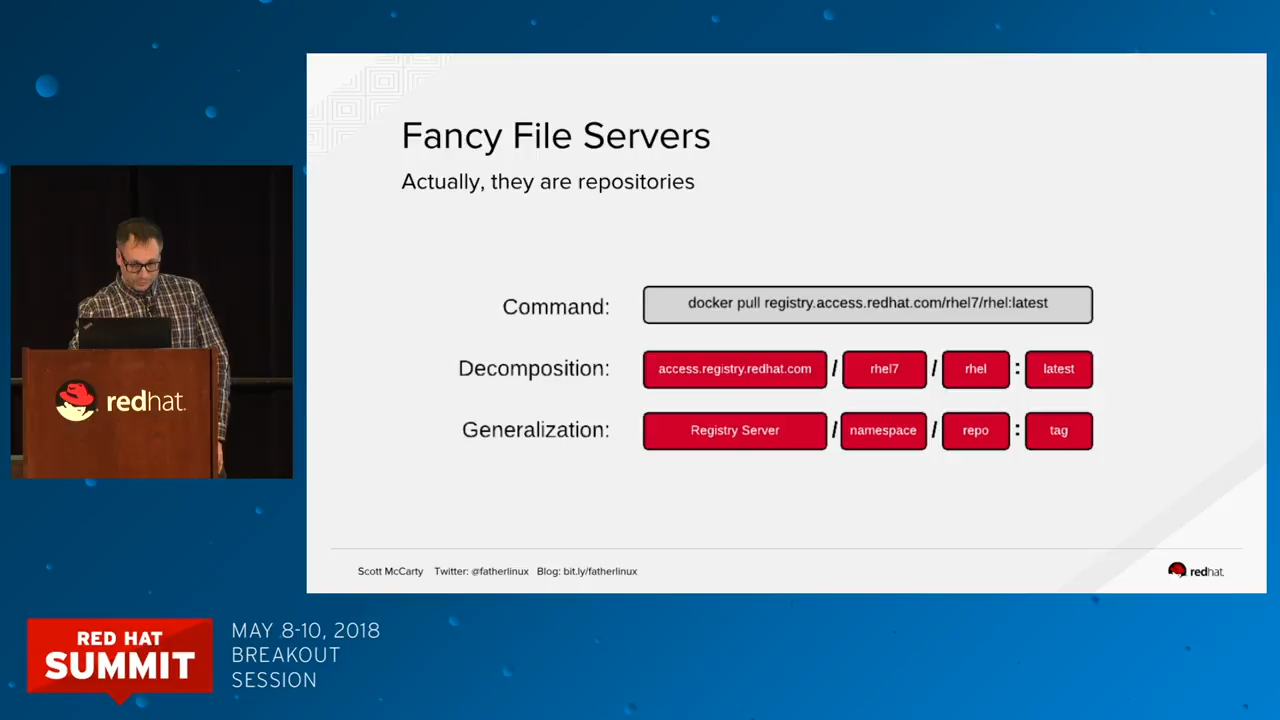 Fancy File Servers
Actually, they are repositories
Command: docker pull registry.access.redhat.com/rhel7/rhel:latest
Decomposition: access.registry.redhat.com / rhel7 / rhel : latest
Generalization: Registry Server / namespace / repo : tag
Scott McCarty Twitter: @fatherlinux Blog: bit.ly/fatherlinux
redhat.
redhat.
RED HAT
SUMMIT
MAY 8-10, 2018
BREAKOUT
SESSION